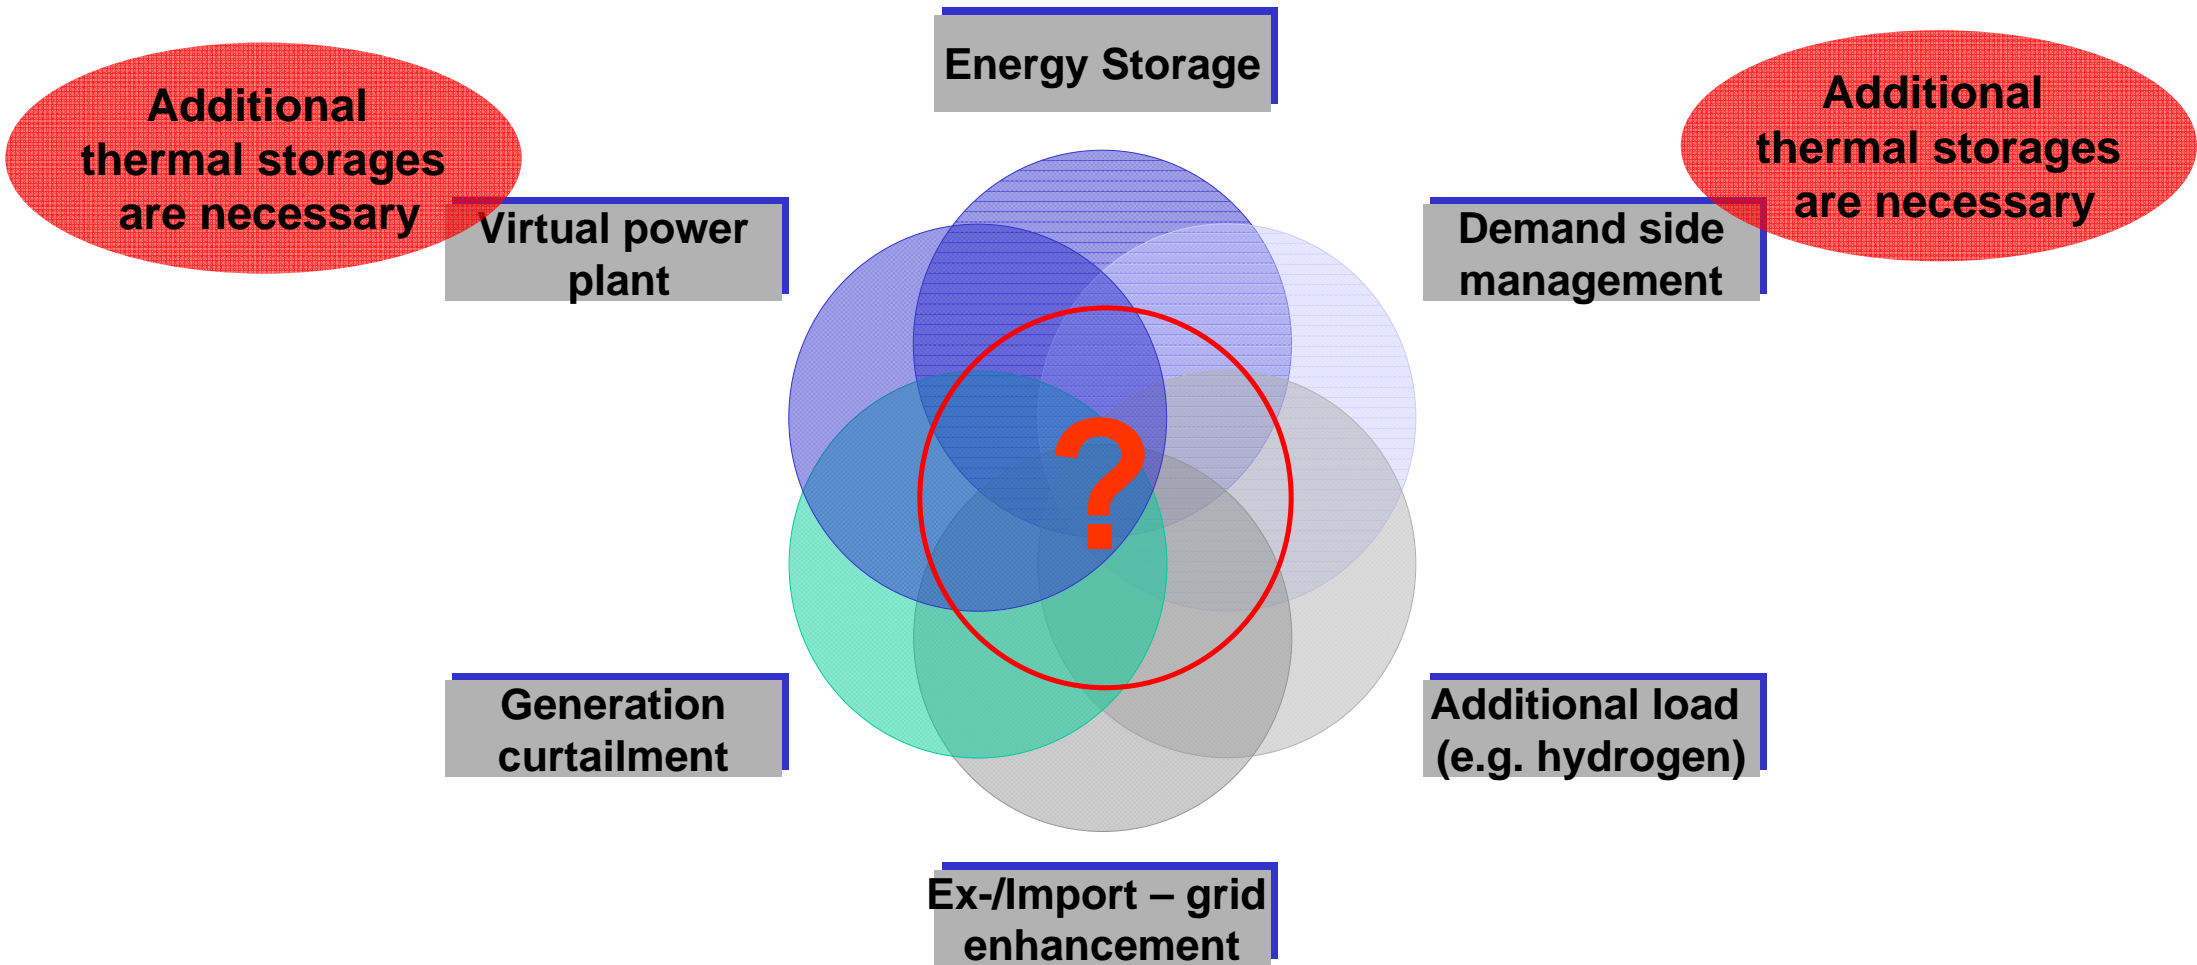 Energy Storage
Additional
thermal storages
are necessary
Additional
thermal storages
are necessary
Virtual power
plant
Demand side
management
?
Generation
curtailment
Additional load
(e.g. hydrogen)
Ex-/Import – grid
enhancement